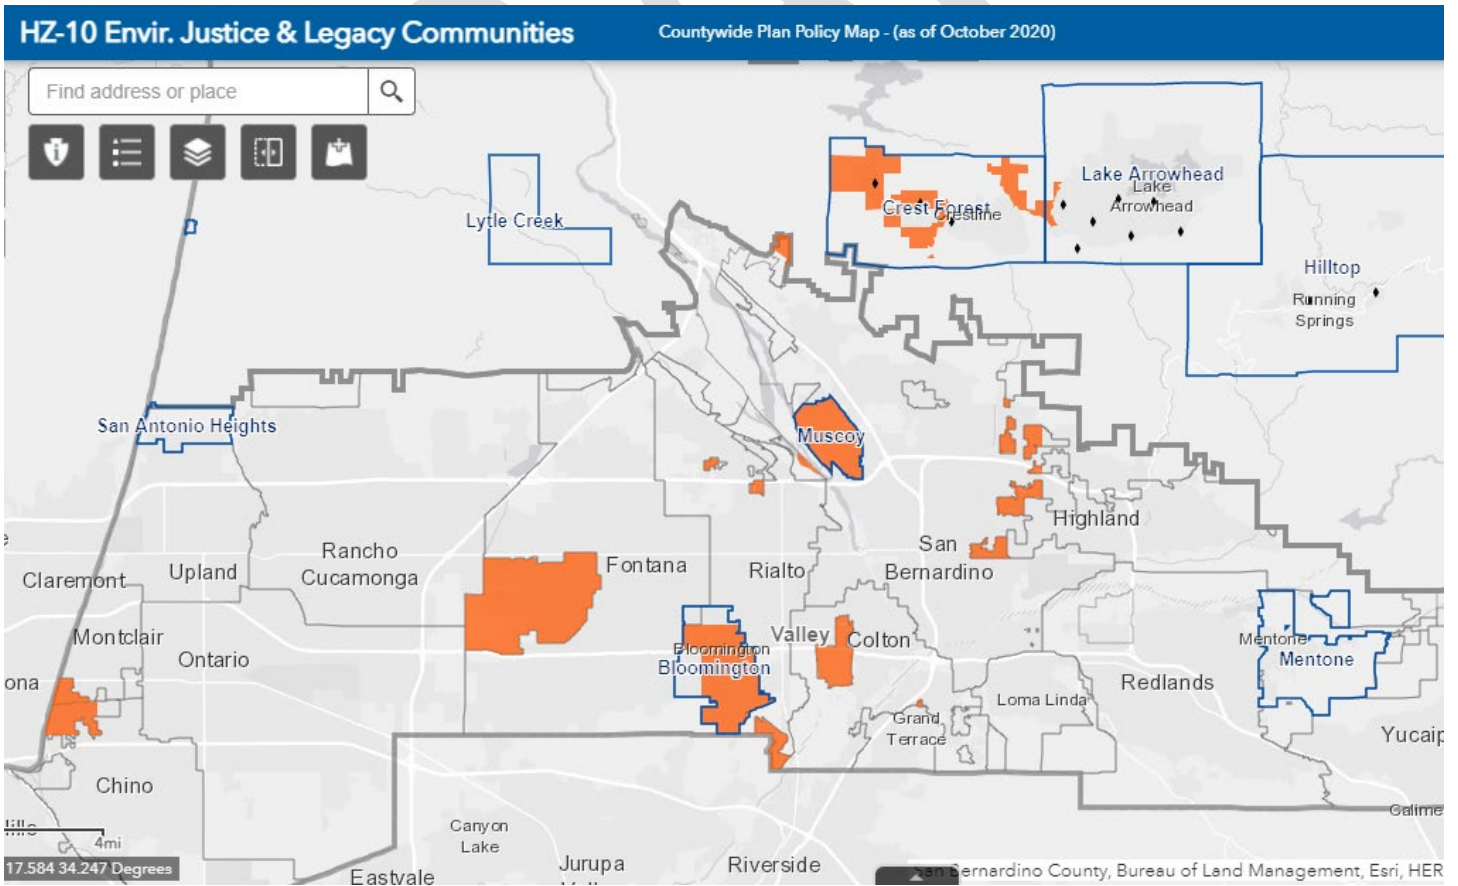 HZ-10 Envir. Justice & Legacy Communities
Countywide Plan Policy Map - (as of October 2020)
Find address or place
Lake Arrowhead
Lake
Arrowhead
Crest Forest
Crestline
Lytle Creek
Hilltop
Running
Springs
San Antonio Heights
Muscoy
Highland
San
Bernardino
Rancho
Cucamonga
Fontana
Rialto
Claremont
Upland
Montclair
Ontario
Valley
Colton
Bloomington
Bloomington
Mentone
Mentone
ona
Redlands
Loma Linda
Grand
Terrace
Yucaip
Chino
Calime
4mi
Canyon
Lake
17.584 34.247 Degrees
Jurupa
Riverside
Eastvale
San Bernardino County, Bureau of Land Management, Esri, HER